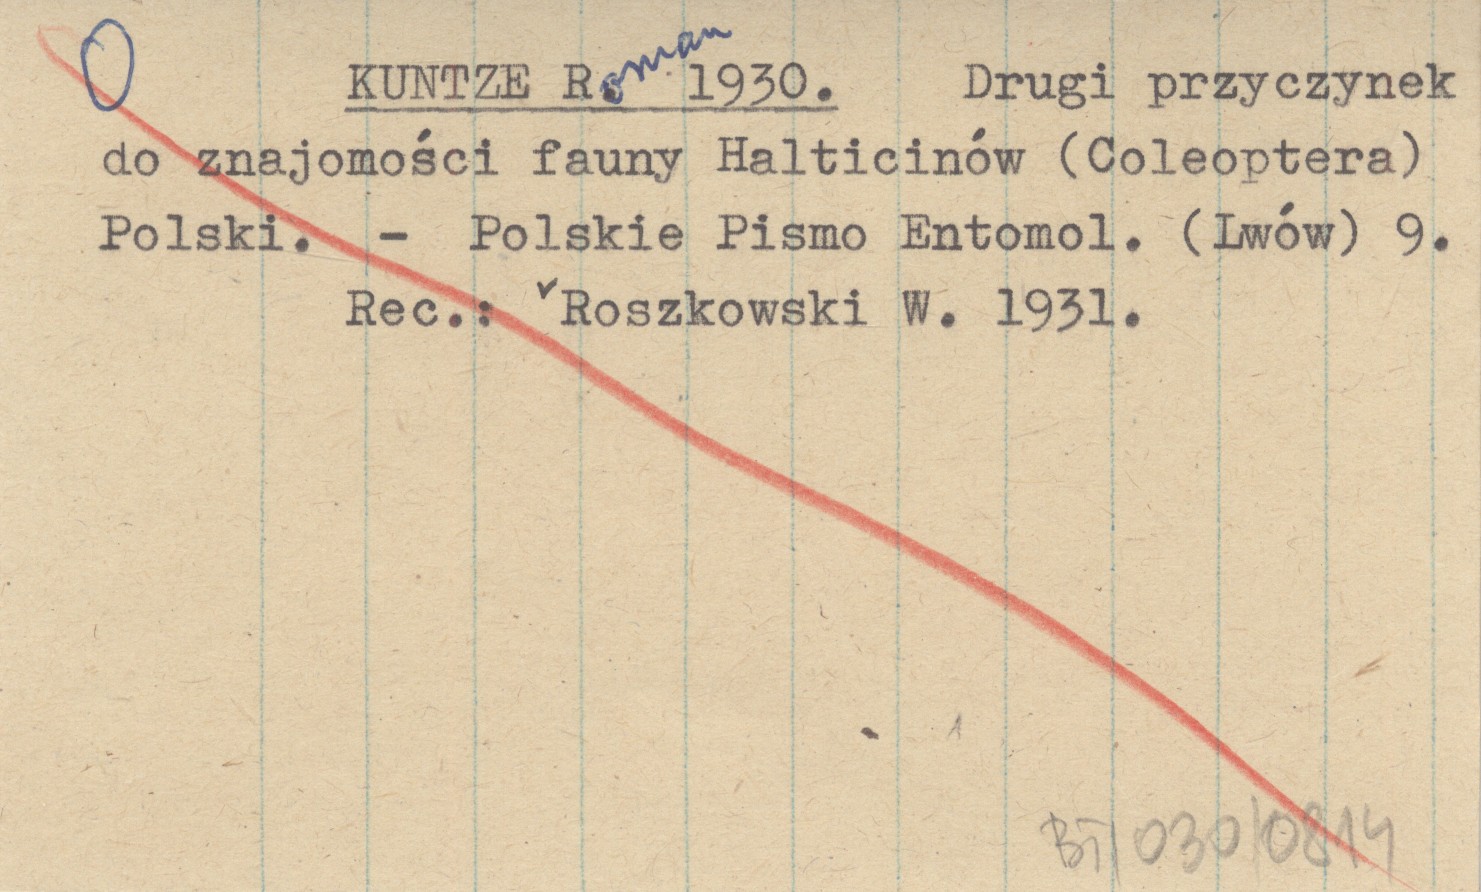 KUNTZE Roman 1930. Drugi przyczynek
do znajomości fauny Halticinów (Coleoptera)
Polski. - Polskie Pismo Entomol. (Lwów) 9.
Rec.: ✓Roszkowski W. 1931.
BI/030/0814